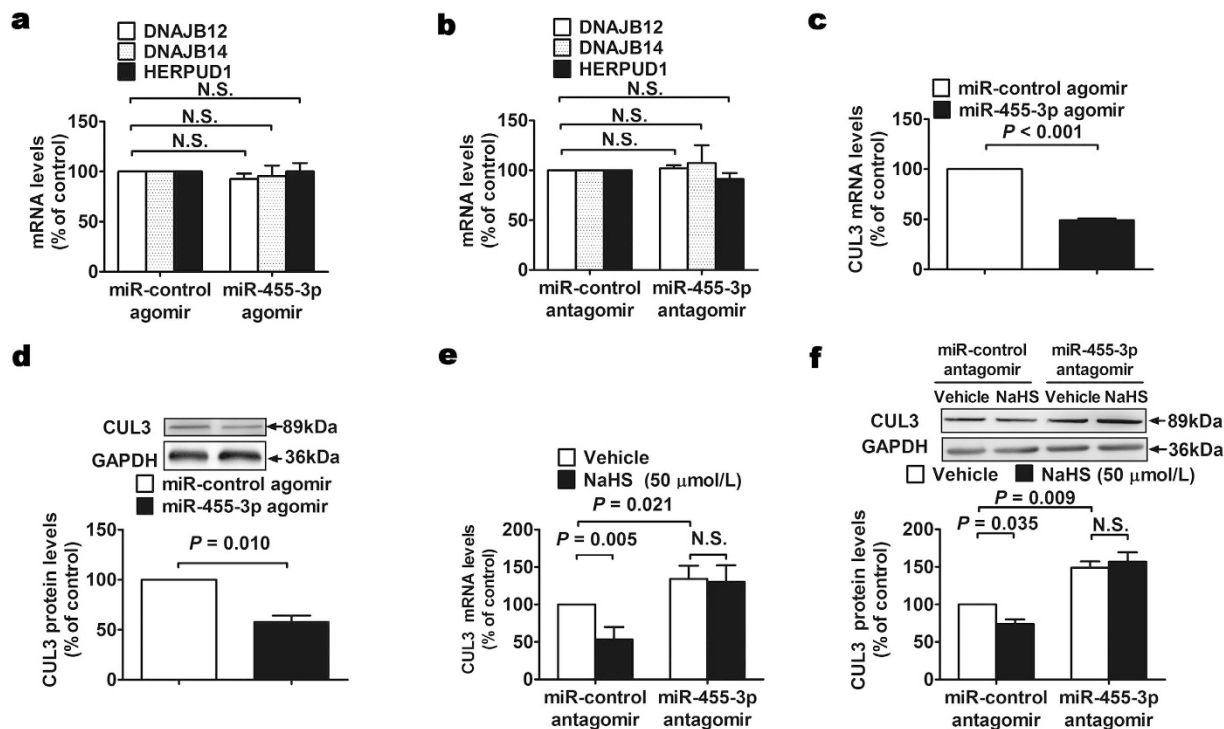 a
DNAJB12
DNAJB14
HERPUD1
N.S.
N.S.
N.S.
mRNA levels
(% of control)
150
100
50
0
miR-control
agomir
miR-455-3p
agomir
b
DNAJB12
DNAJB14
HERPUD1
N.S.
N.S.
N.S.
mRNA levels
(% of control)
150
100
50
0
miR-control
antagomir
miR-455-3p
antagomir
c
miR-control agomir
miR-455-3p agomir
P < 0.001
CUL3 mRNA levels
(% of control)
150
100
50
0
d
CUL3
89kDa
GAPDH
36kDa
miR-control agomir
miR-455-3p agomir
P = 0.010
CUL3 protein levels
(% of control)
150
100
50
0
e
Vehicle
NaHS (50 μmol/L)
P = 0.021
P = 0.005
N.S.
CUL3 mRNA levels
(% of control)
200
150
100
50
0
miR-control
antagomir
miR-455-3p
antagomir
f
miR-control
antagomir
miR-455-3p
antagomir
Vehicle NaHS Vehicle NaHS
CUL3
89kDa
GAPDH
36kDa
Vehicle
NaHS (50 μmol/L)
P = 0.009
P = 0.035
N.S.
CUL3 protein levels
(% of control)
200
150
100
50
0
miR-control
antagomir
miR-455-3p
antagomir